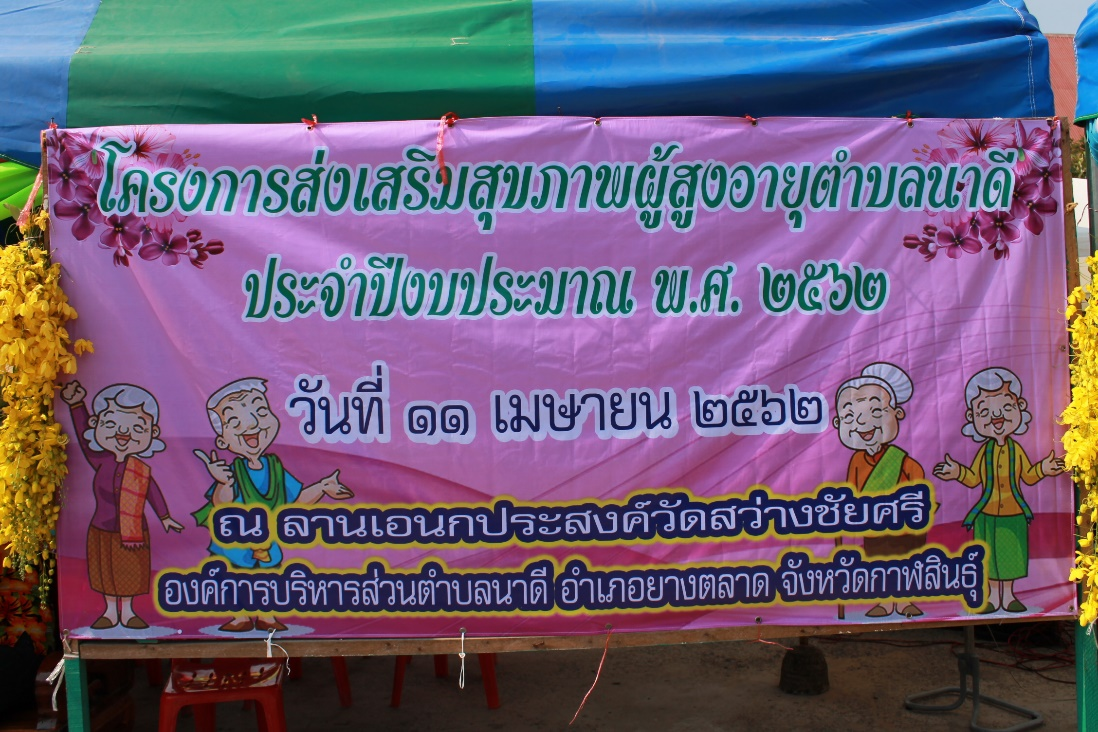 โครงการส่งเสริมสุขภาพผู้สูงอายุตำบลนาดี
ประจำปีงบประมาณ พ.ศ. ๒๕๖๒
วันที่ ๑๑ เมษายน ๒๕๖๒
ณ ลานเอนกประสงค์วัดสว่างชัยศรี
องค์การบริหารส่วนตำบลนาดี อำเภอยางตลาด จังหวัดกาฬสินธุ์